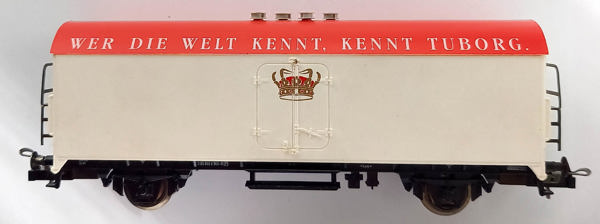 WER DIE WELT KENNT, KENNT TUBORG.